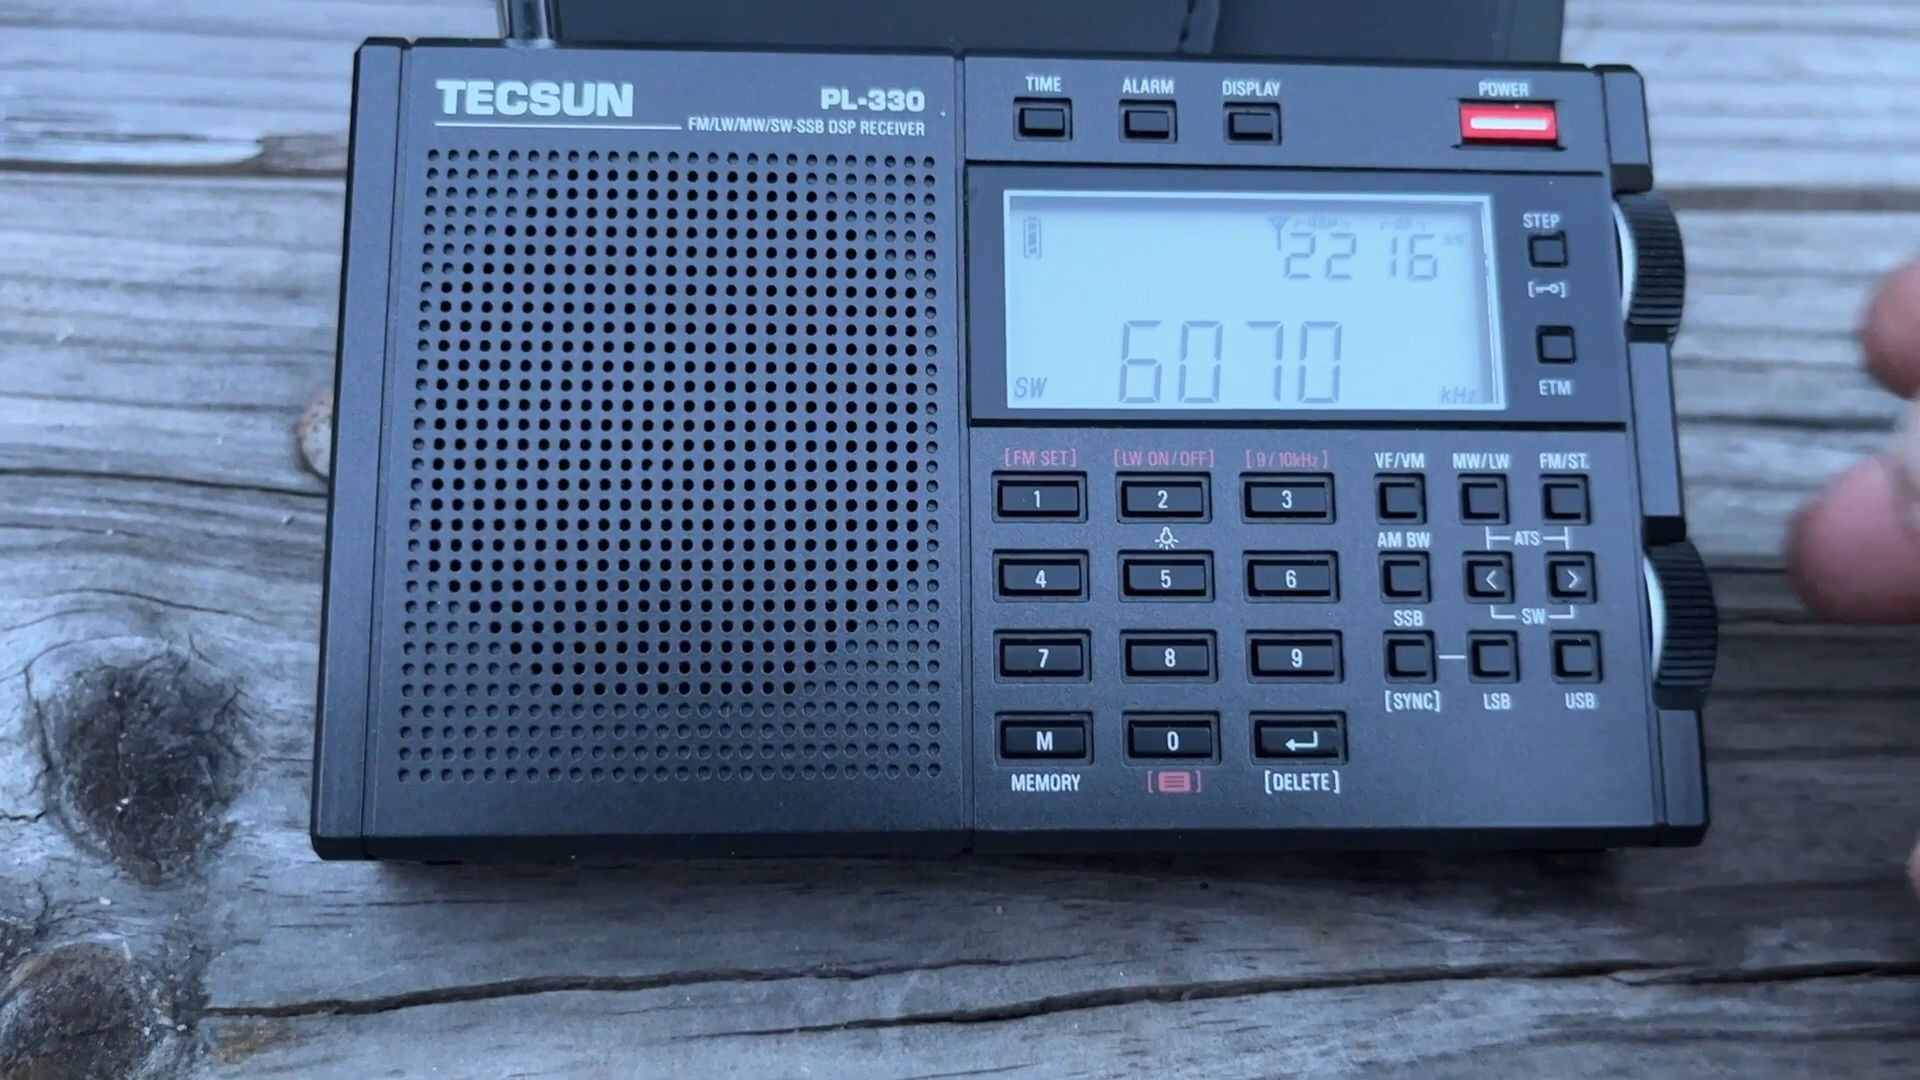 TECSUN
PL-330
FM/LW/MW/SW-SSB DSP RECEIVER
TIME ALARM DISPLAY POWER
22 16
6070
SW kHz
STEP
ETM
[FM SET] [LW ON/OFF] [9/10kHz] VF/VM MW/LW FM/ST.
1 2 3
AM BW ATS
4 5 6 < >
SSB SW
7 8 9
[SYNC] LSB USB
M 0
MEMORY [DELETE]